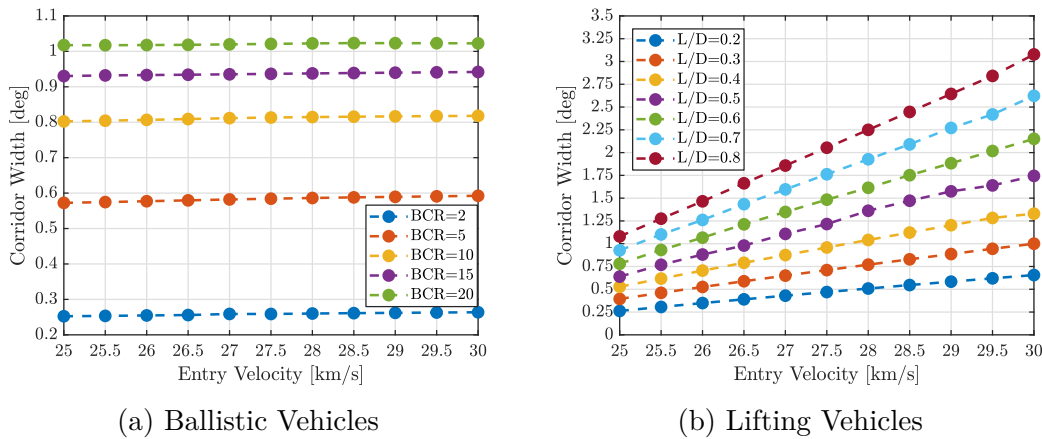 1.1
1
0.9
0.8
0.7
0.6
0.5
0.4
0.3
0.2
Corridor Width [deg]
BCR=2
BCR=5
BCR=10
BCR=15
BCR=20
25 25.5 26 26.5 27 27.5 28 28.5 29 29.5 30
Entry Velocity [km/s]
(a) Ballistic Vehicles
3.5
3.25
3
2.75
2.5
2.25
2
1.75
1.5
1.25
1
0.75
0.5
0.25
0
Corridor Width [deg]
L/D=0.2
L/D=0.3
L/D=0.4
L/D=0.5
L/D=0.6
L/D=0.7
L/D=0.8
25 25.5 26 26.5 27 27.5 28 28.5 29 29.5 30
Entry Velocity [km/s]
(b) Lifting Vehicles